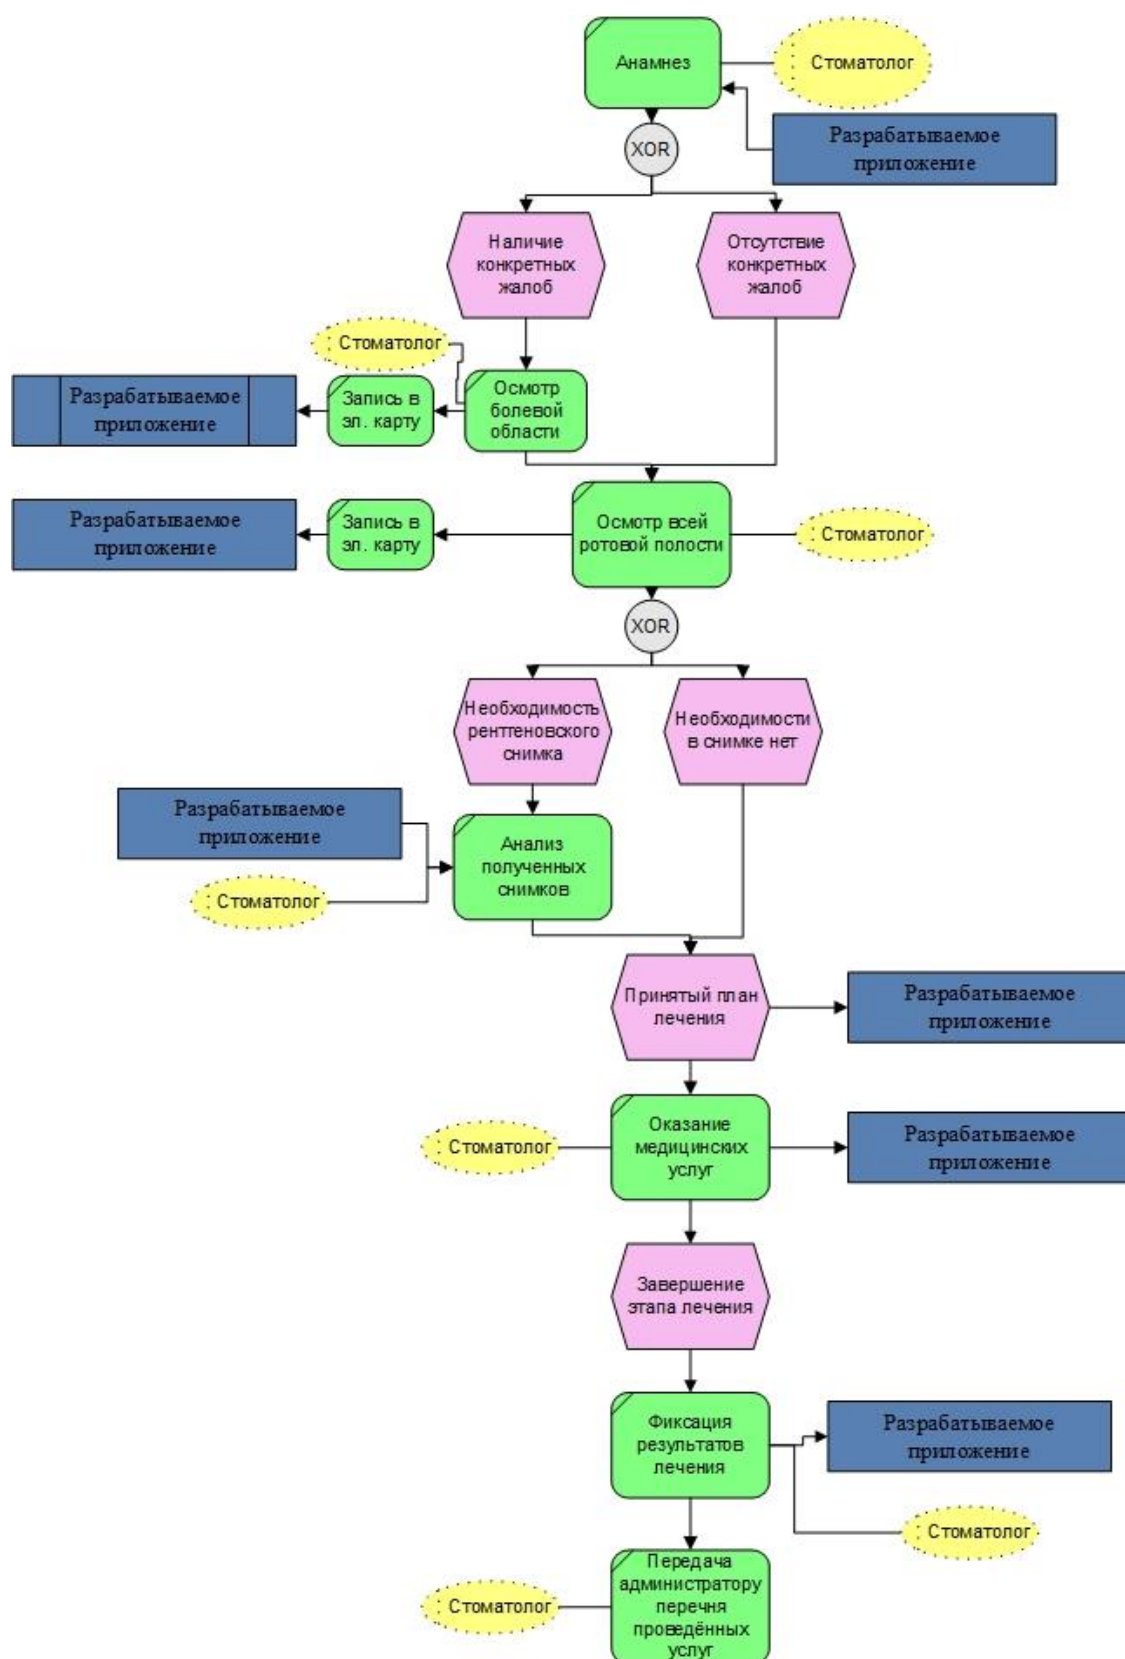 Анамнез
Стоматолог
Разрабатываемое
приложение
XOR
Наличие
конкретных
жалоб
Отсутствие
конкретных
жалоб
Стоматолог
Разрабатываемое
приложение
Запись в
эл. карту
Осмотр
болевой
области
Разрабатываемое
приложение
Запись в
эл. карту
Осмотр всей
ротовой полости
Стоматолог
XOR
Необходимость
рентгеновского
снимка
Необходимости
в снимке нет
Разрабатываемое
приложение
Стоматолог
Анализ
полученных
снимков
Принятый план
лечения
Разрабатываемое
приложение
Стоматолог
Оказание
медицинских
услуг
Разрабатываемое
приложение
Завершение
этапа лечения
Фиксация
результатов
лечения
Разрабатываемое
приложение
Стоматолог
Стоматолог
Передача
администратору
перечня
проведённых
услуг